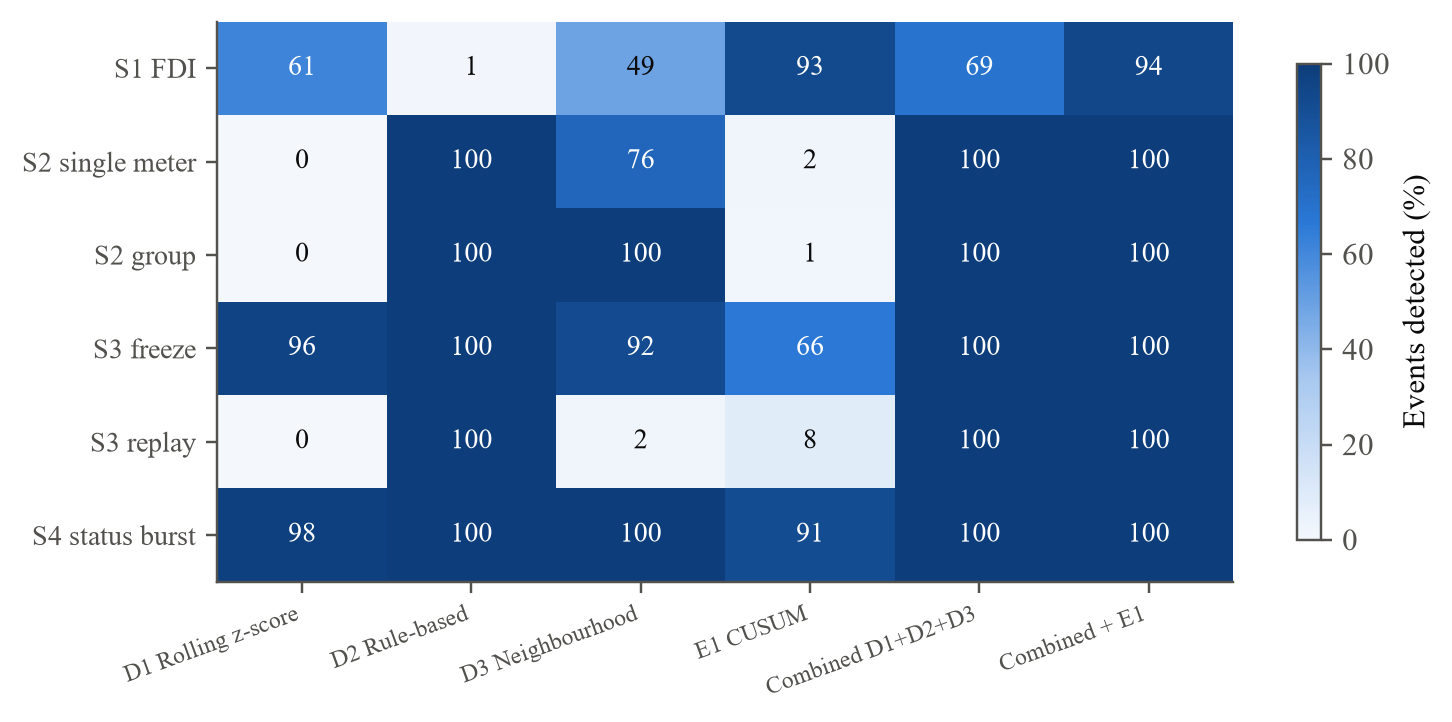 S1 FDI 61 1 49 93 69 94
S2 single meter 0 100 76 2 100 100
S2 group 0 100 100 1 100 100
S3 freeze 96 100 92 66 100 100
S3 replay 0 100 2 8 100 100
S4 status burst 98 100 100 91 100 100
D1 Rolling z-score
D2 Rule-based
D3 Neighbourhood
E1 CUSUM
Combined D1+D2+D3
Combined + E1
100
80
60
40
20
0
Events detected (%)